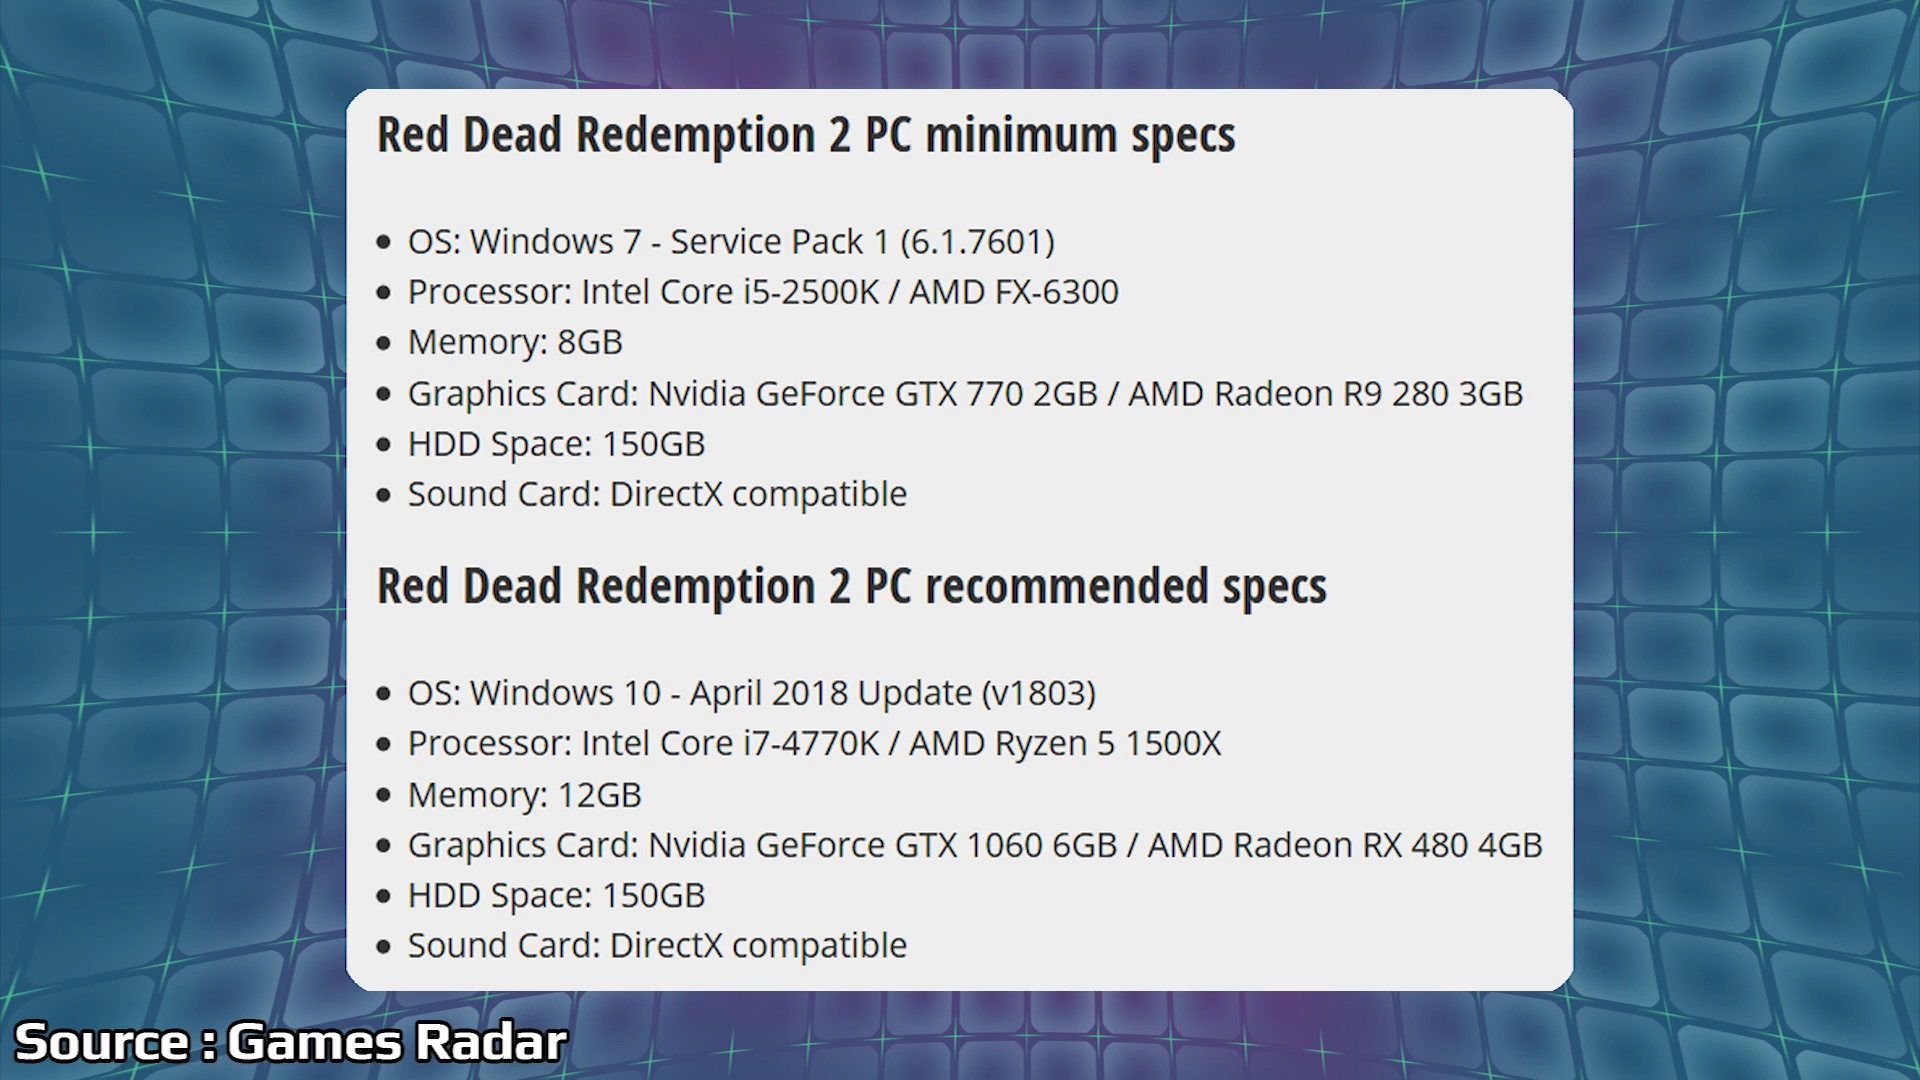 Red Dead Redemption 2 PC minimum specs
• OS: Windows 7 - Service Pack 1 (6.1.7601)
• Processor: Intel Core i5-2500K / AMD FX-6300
• Memory: 8GB
• Graphics Card: Nvidia GeForce GTX 770 2GB / AMD Radeon R9 280 3GB
• HDD Space: 150GB
• Sound Card: DirectX compatible
Red Dead Redemption 2 PC recommended specs
• OS: Windows 10 - April 2018 Update (v1803)
• Processor: Intel Core i7-4770K / AMD Ryzen 5 1500X
• Memory: 12GB
• Graphics Card: Nvidia GeForce GTX 1060 6GB / AMD Radeon RX 480 4GB
• HDD Space: 150GB
• Sound Card: DirectX compatible
Source : Games Radar